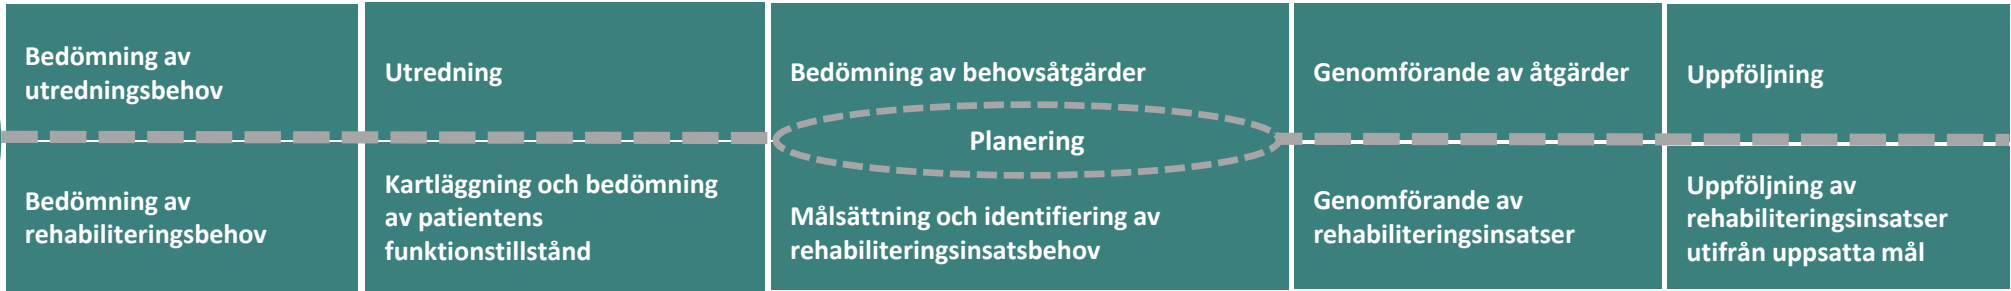 Bedömning av
utredningsbehov
Utredning
Bedömning av behovsåtgärder
Genomförande av åtgärder
Uppföljning
Planering
Bedömning av
rehabiliteringsbehov
Kartläggning och bedömning
av patientens
funktionstillstånd
Målsättning och identifiering av
rehabiliteringsinsatsbehov
Genomförande av
rehabiliteringsinsatser
Uppföljning av
rehabiliteringsinsatser
utifrån uppsatta mål